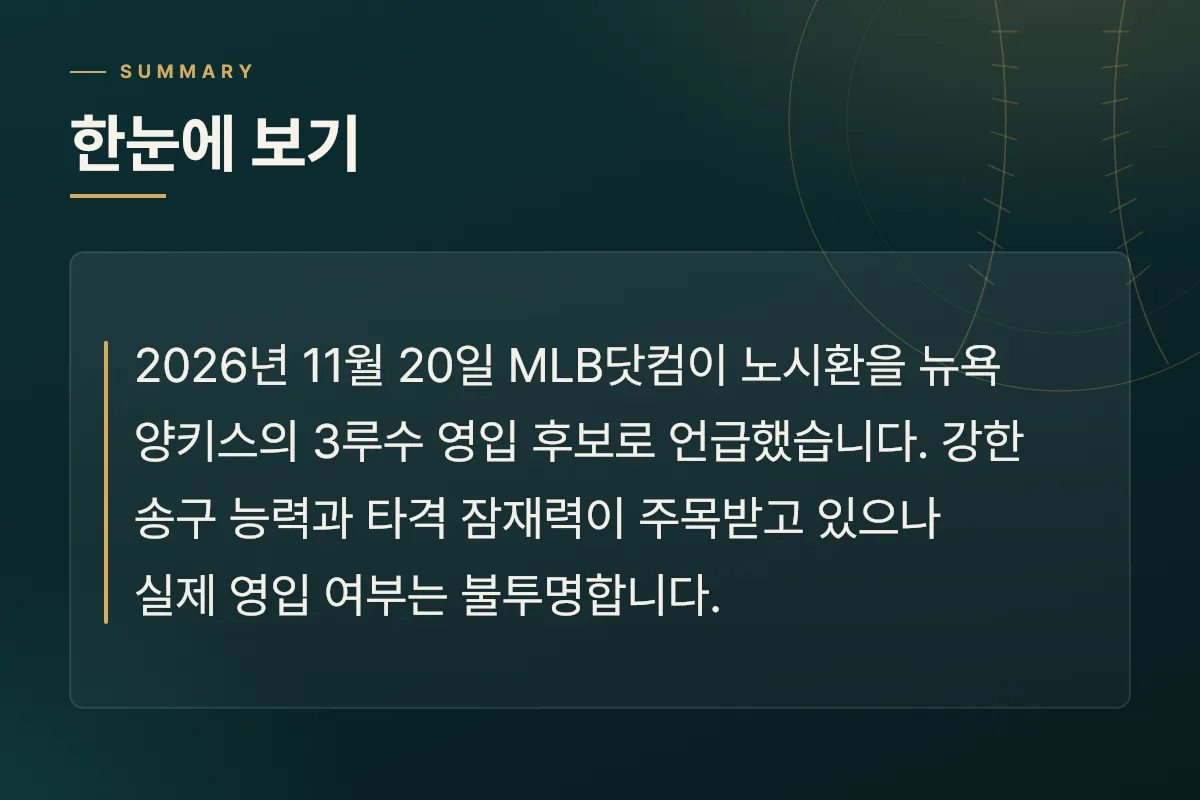 SUMMARY
한눈에 보기
2026년 11월 20일 MLB닷컴이 노시환을 뉴욕
양키스의 3루수 영입 후보로 언급했습니다. 강한
송구 능력과 타격 잠재력이 주목받고 있으나
실제 영입 여부는 불투명합니다.